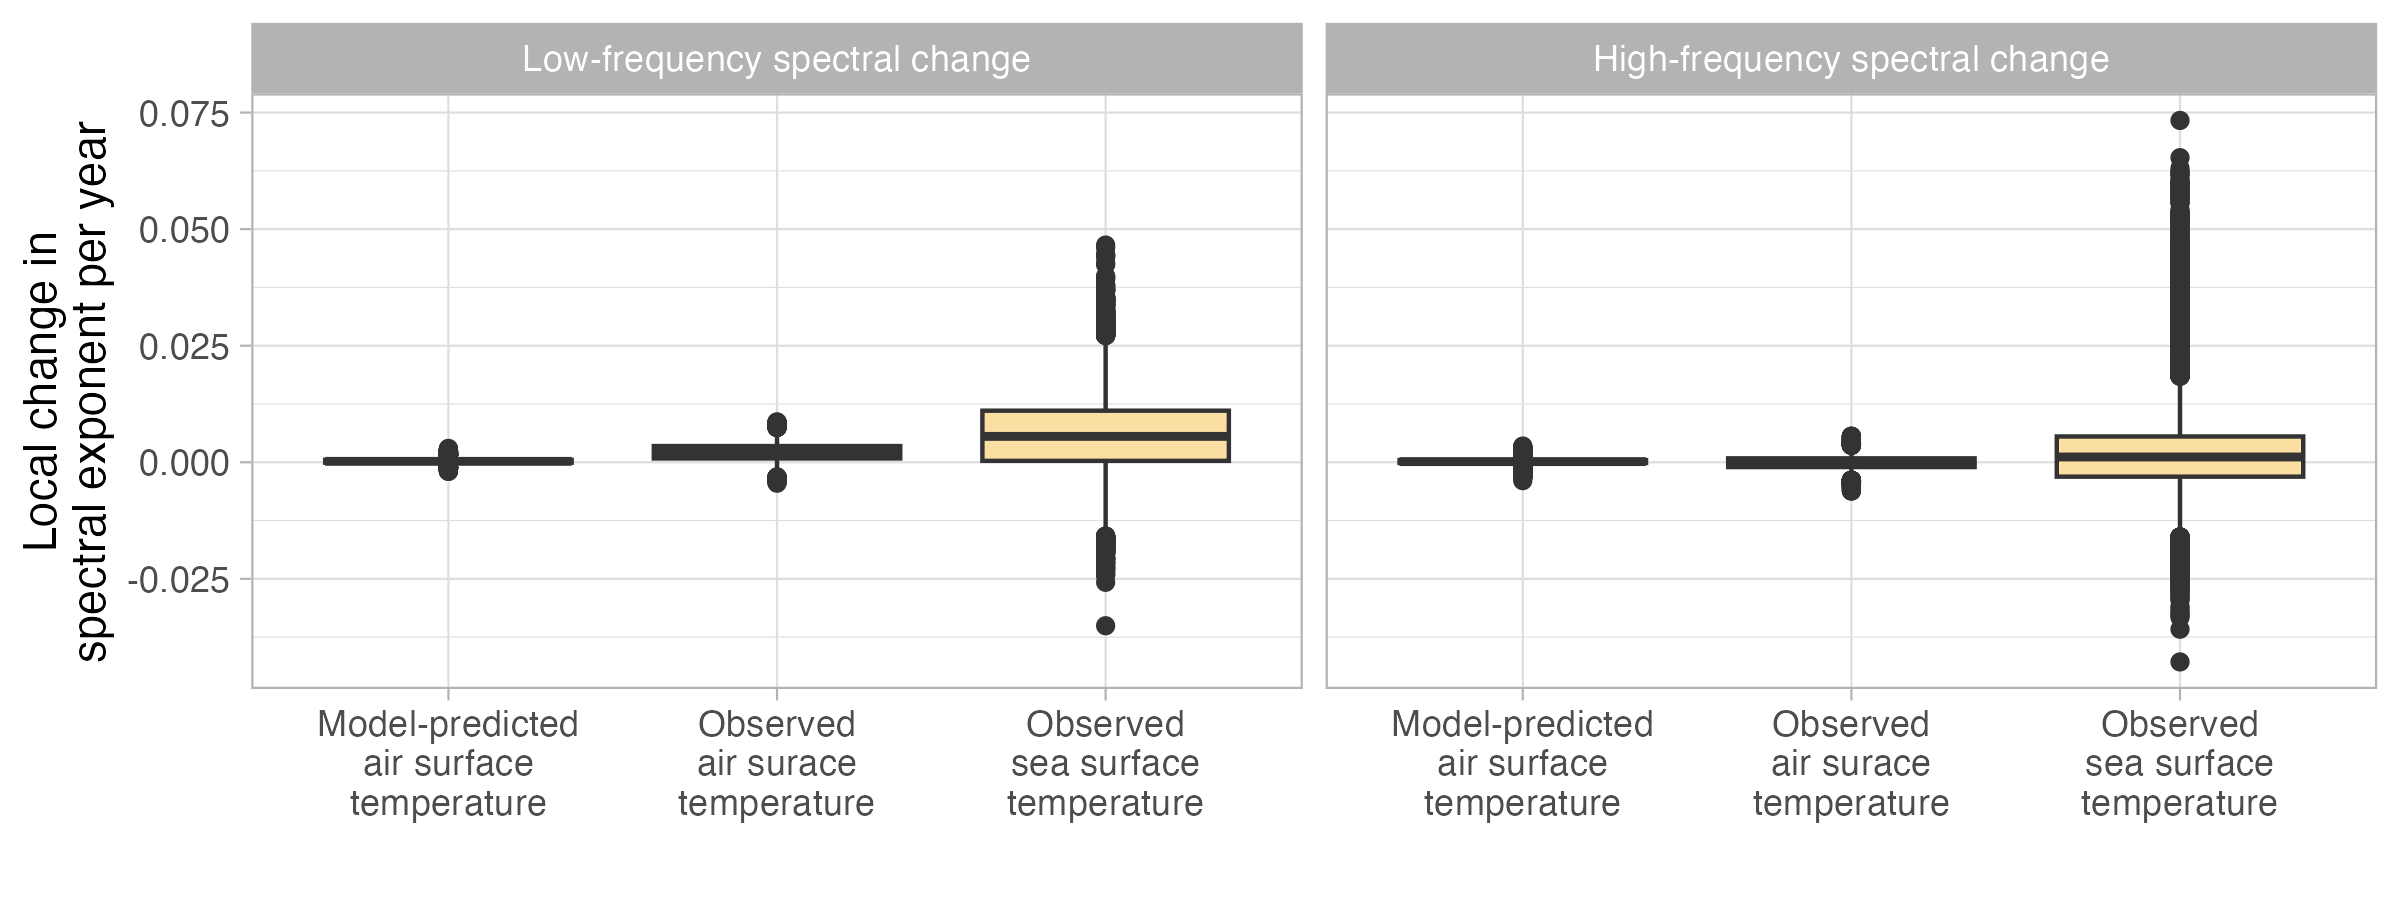 Low-frequency spectral change
High-frequency spectral change
Local change in
spectral exponent per year
0.075
0.050
0.025
0.000
-0.025
Model-predicted
air surface
temperature
Observed
air surace
temperature
Observed
sea surface
temperature
Model-predicted
air surface
temperature
Observed
air surace
temperature
Observed
sea surface
temperature